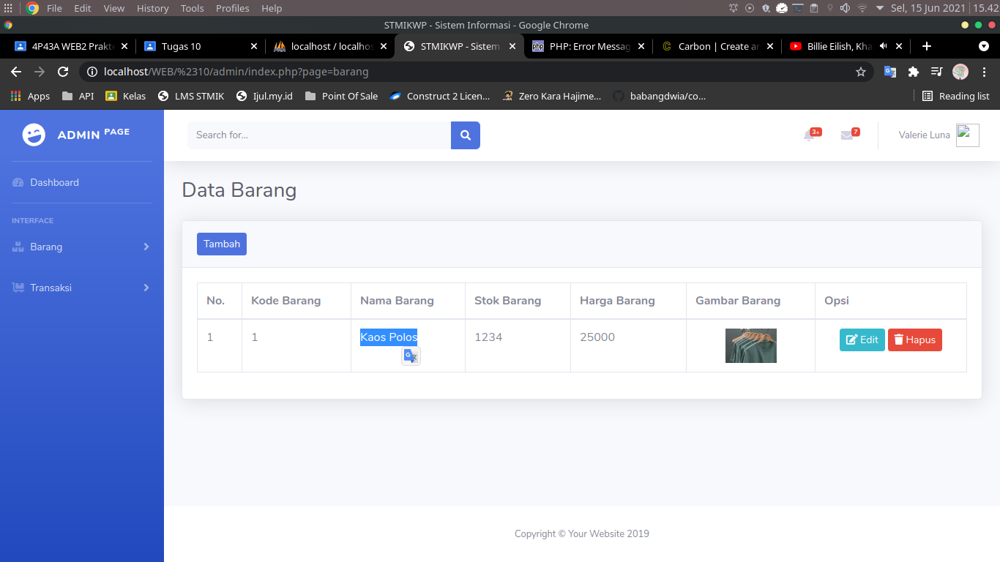 File Edit View History Tools Profiles Help Sel, 15 Jun 2021 15.42
STMIKWP - Sistem Informasi - Google Chrome
4P43A WEB2 Prakt Tugas 10 localhost / localhos STMIKWP - Sistem PHP: Error Messag Carbon | Create an Billie Eilish, Kha
localhost/WEB/%2310/admin/index.php?page=barang
Apps API Kelas LMS STMIK Ijul.my.id Point Of Sale Construct 2 Licen... Zero Kara Hajime... babangdwia/co... Reading list
ADMIN PAGE
Search for...
3+ 7 Valerie Luna
Dashboard
INTERFACE
Barang
Transaksi
Data Barang
Tambah
No. Kode Barang Nama Barang Stok Barang Harga Barang Gambar Barang Opsi
1 1 Kaos Polos 1234 25000 Edit Hapus
Copyright © Your Website 2019